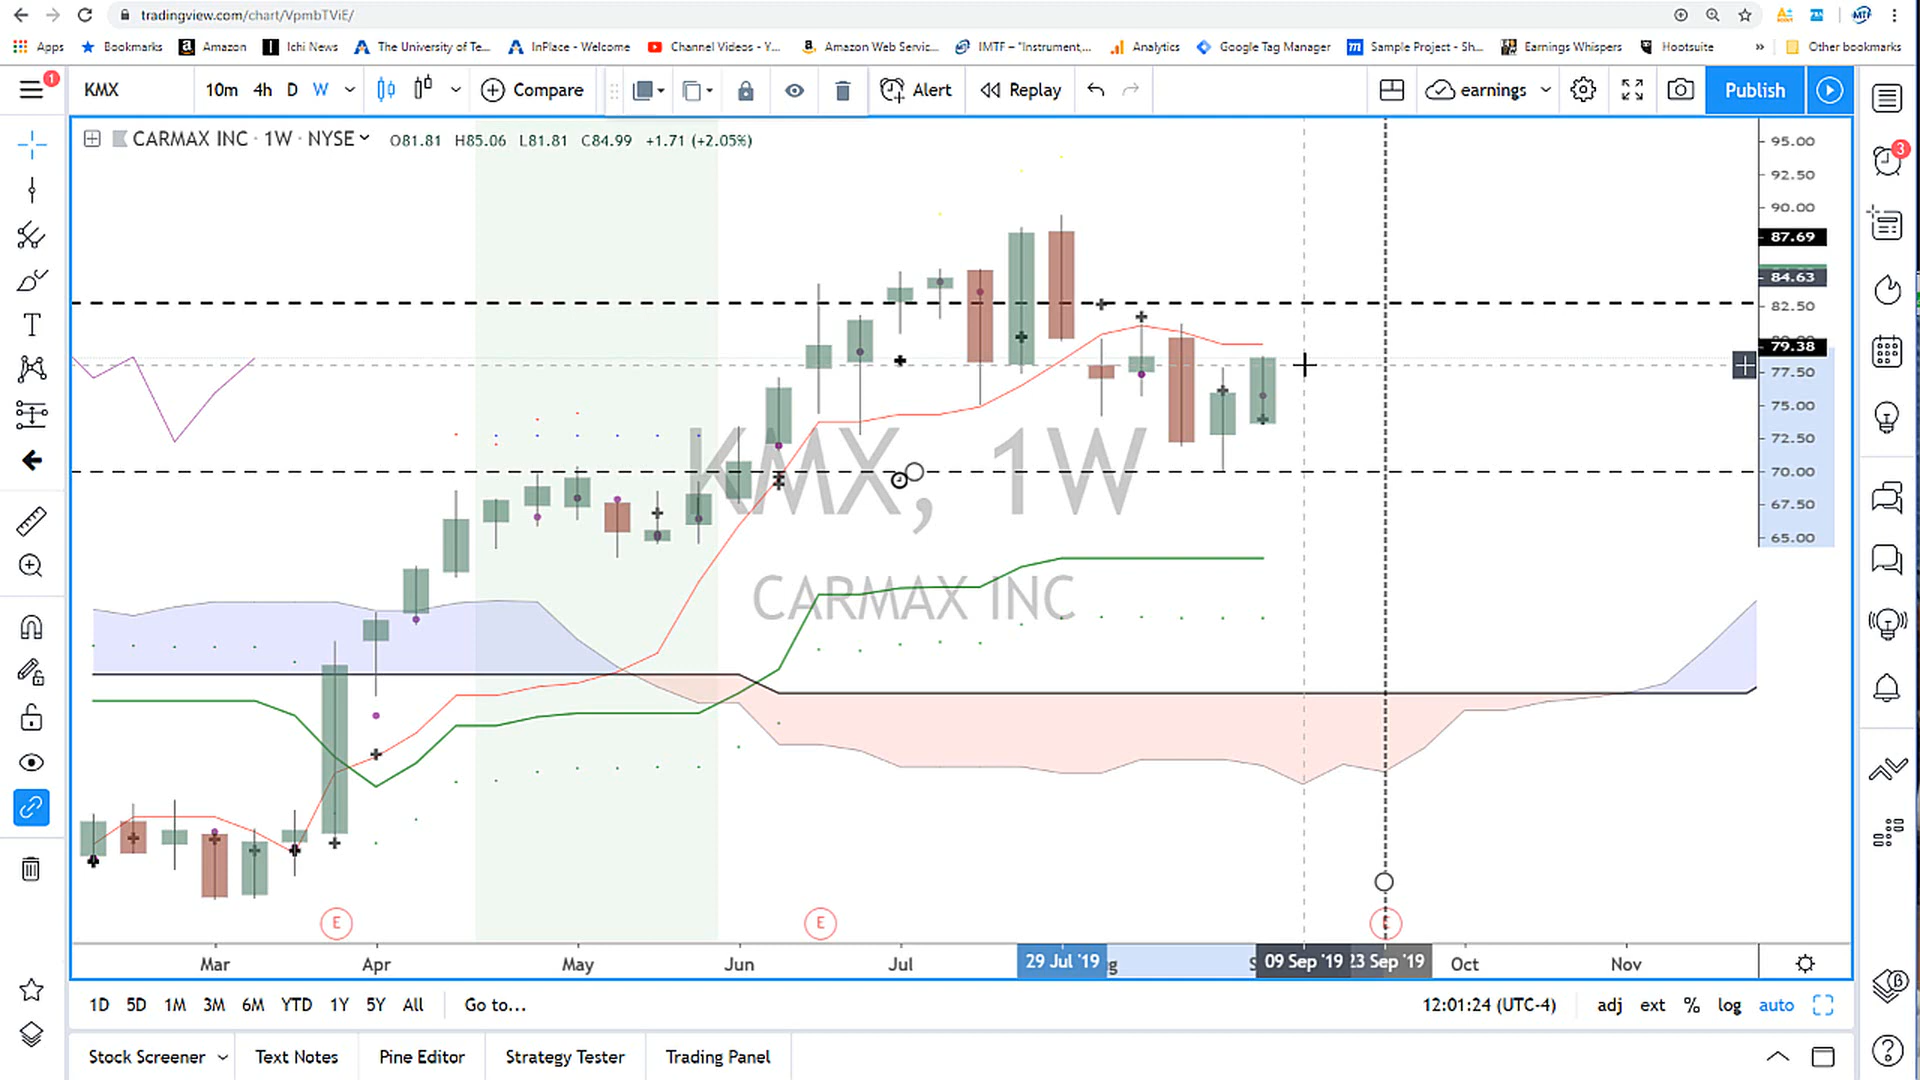 tradingview.com/chart/VpmbTViE/
Apps Bookmarks Amazon Ichi News The University of Te... InPlace - Welcome Channel Videos - Y... Amazon Web Servic... IMTF – "Instrument,... Analytics Google Tag Manager Sample Project - Sh... Earnings Whispers Hootsuite » Other bookmarks
1 KMX 10m 4h D W Compare Alert Replay earnings Publish
CARMAX INC · 1W · NYSE O81.81 H85.06 L81.81 C84.99 +1.71 (+2.05%)
95.00
3
92.50
90.00
87.69
84.63
82.50
79.38
77.50
75.00
72.50
70.00
67.50
65.00
KMX, 1W
CARMAX INC
E E
Mar Apr May Jun Jul 29 Jul '19 09 Sep '19 23 Sep '19 Oct Nov
1D 5D 1M 3M 6M YTD 1Y 5Y All Go to... 12:01:24 (UTC-4) adj ext % log auto
Stock Screener Text Notes Pine Editor Strategy Tester Trading Panel